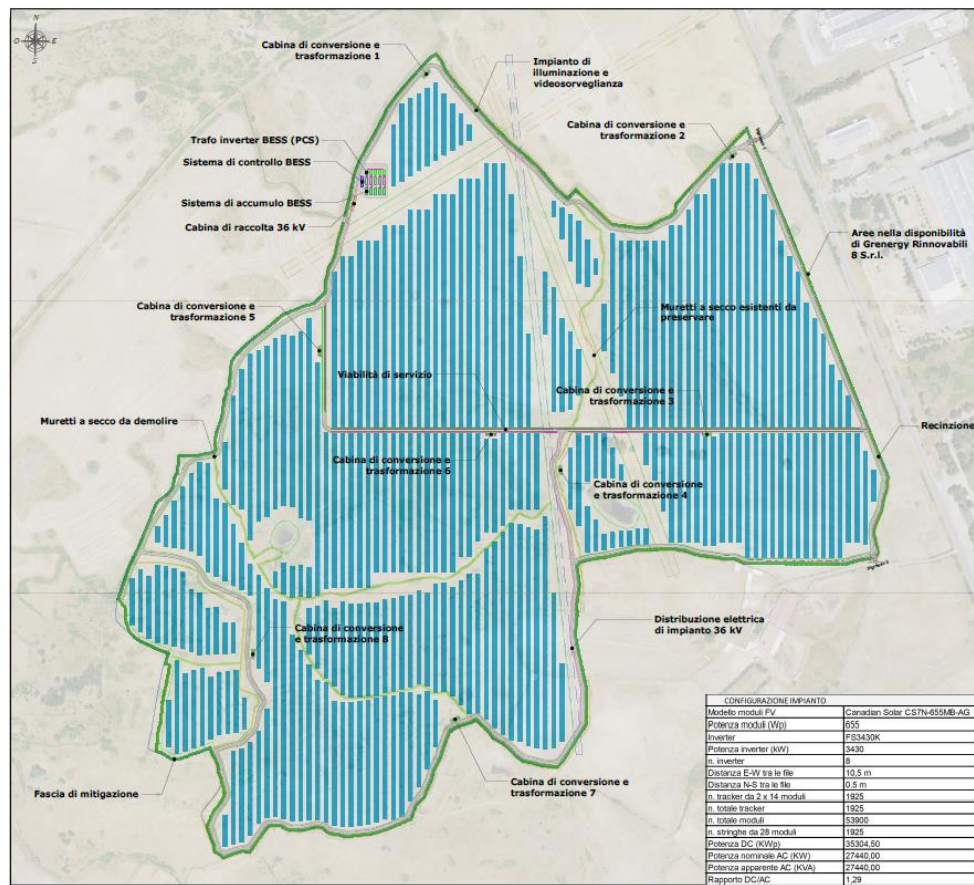 N
O
E
Cabina di conversione e
trasformazione 1
Impianto di
illuminazione e
videosorveglianza
Cabina di conversione e
trasformazione 2
Trafo inverter BESS (PCS)
Sistema di controllo BESS
Sistema di accumulo BESS
Cabina di raccolta 36 kV
Aree nella disponibilità
di Grenergy Rinnovabili
8 S.r.l.
Cabina di conversione e
trasformazione 5
Muretti a secco esistenti da
preservare
Viabilità di servizio
Cabina di conversione e
trasformazione 3
Muretti a secco da demolire
Recinzione
Cabina di conversione e
trasformazione 6
Cabina di conversione
e trasformazione 4
Cabina di conversione
e trasformazione 8
Distribuzione elettrica
di impianto 36 kV
Fascia di mitigazione
Cabina di conversione e
trasformazione 7
CONFIGURAZIONE IMPIANTO
Modello moduli FV Canadian Solar CS7N-655MB-AG
Potenza moduli (Wp) 655
Inverter FS3430K
Potenza inverter (kW) 3430
n. inverter 8
Distanza E-W tra le file 10,5 m
Distanza N-S tra le file 0.5 m
n. tracker da 2 x 14 moduli 1925
n. totale tracker 1925
n. totale moduli 53900
n. stringhe da 28 moduli 1925
Potenza DC (KWp) 35304,50
Potenza nominale AC (KW) 27440,00
Potenza apparente AC (KVA) 27440,00
Rapporto DC/AC 1,29